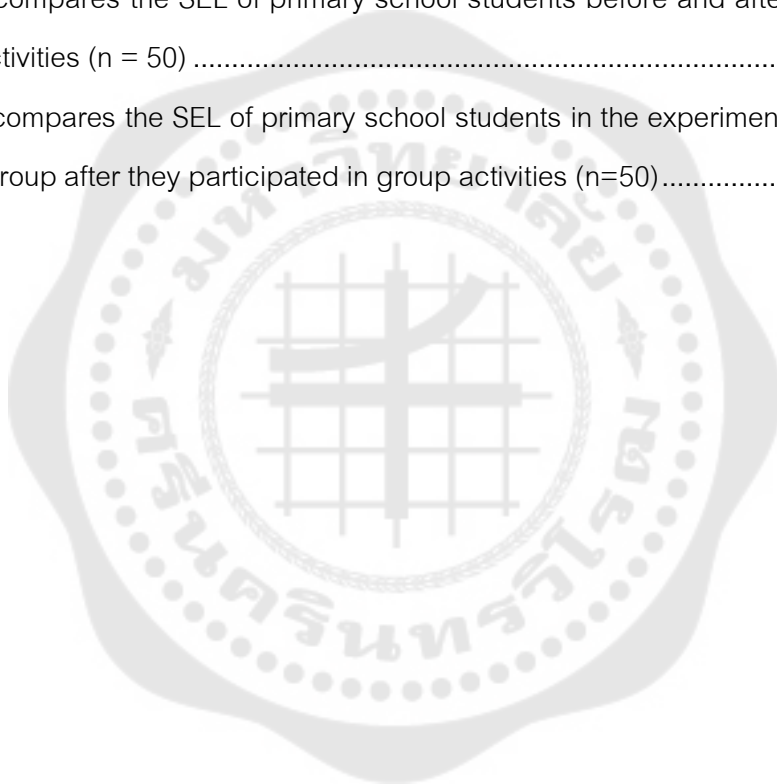 compares the SEL of primary school students before and afte
ctivities (n = 50) ................................................................................
compares the SEL of primary school students in the experimen
roup after they participated in group activities (n=50)................
มหาวิทยาลัย
ศรีนครินทรวิโรฒ